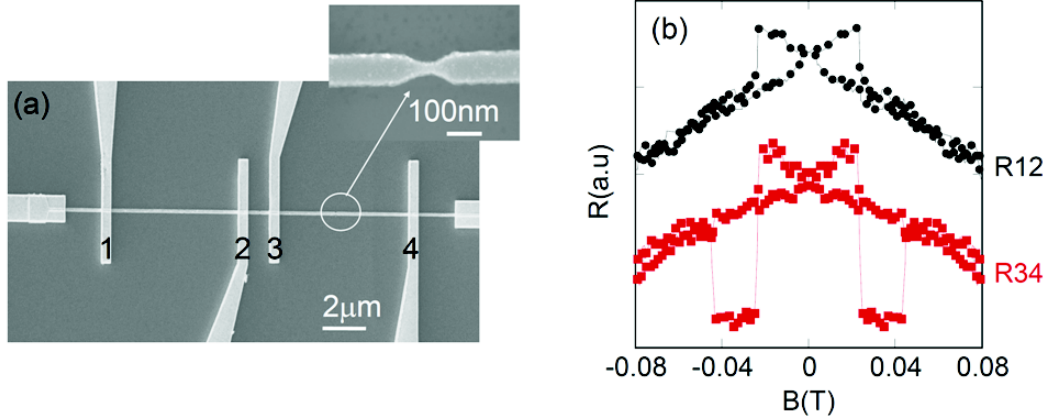 (a)
100nm
1
2
3
4
2μm
(b)
R(a.u)
R12
R34
-0.08
-0.04
0
0.04
0.08
B(T)